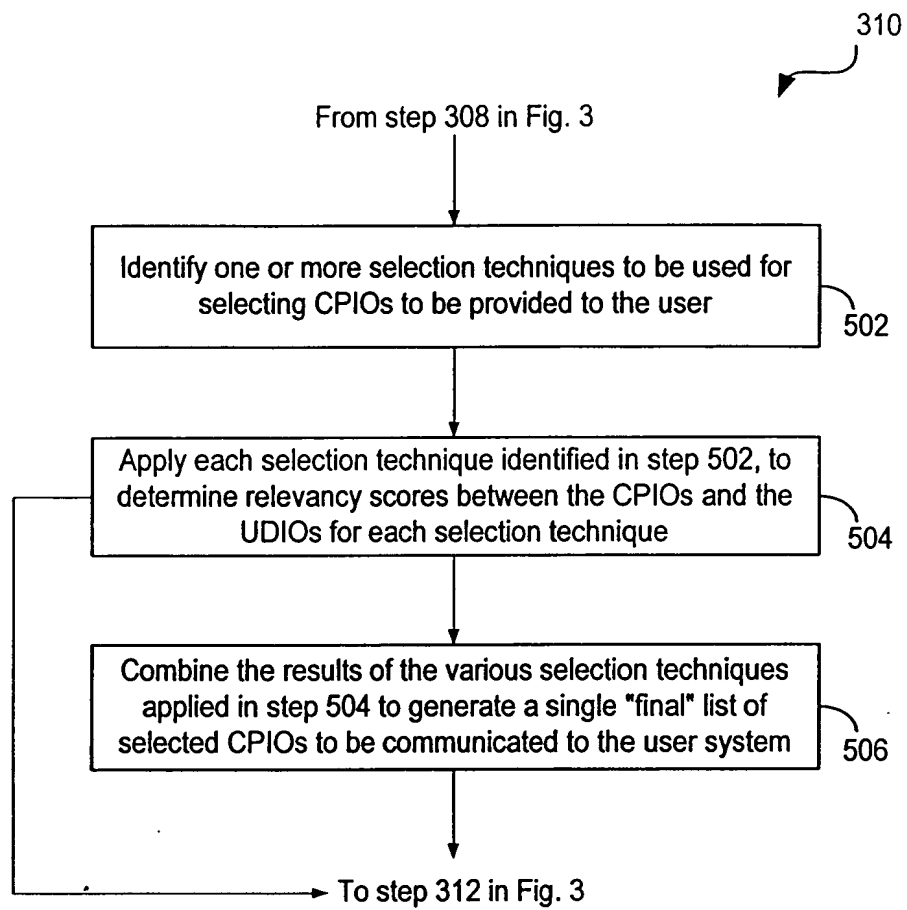 310
From step 308 in Fig. 3
Identify one or more selection techniques to be used for
selecting CPIOs to be provided to the user
502
Apply each selection technique identified in step 502, to
determine relevancy scores between the CPIOs and the
UDIOs for each selection technique
504
Combine the results of the various selection techniques
applied in step 504 to generate a single "final" list of
selected CPIOs to be communicated to the user system
506
To step 312 in Fig. 3